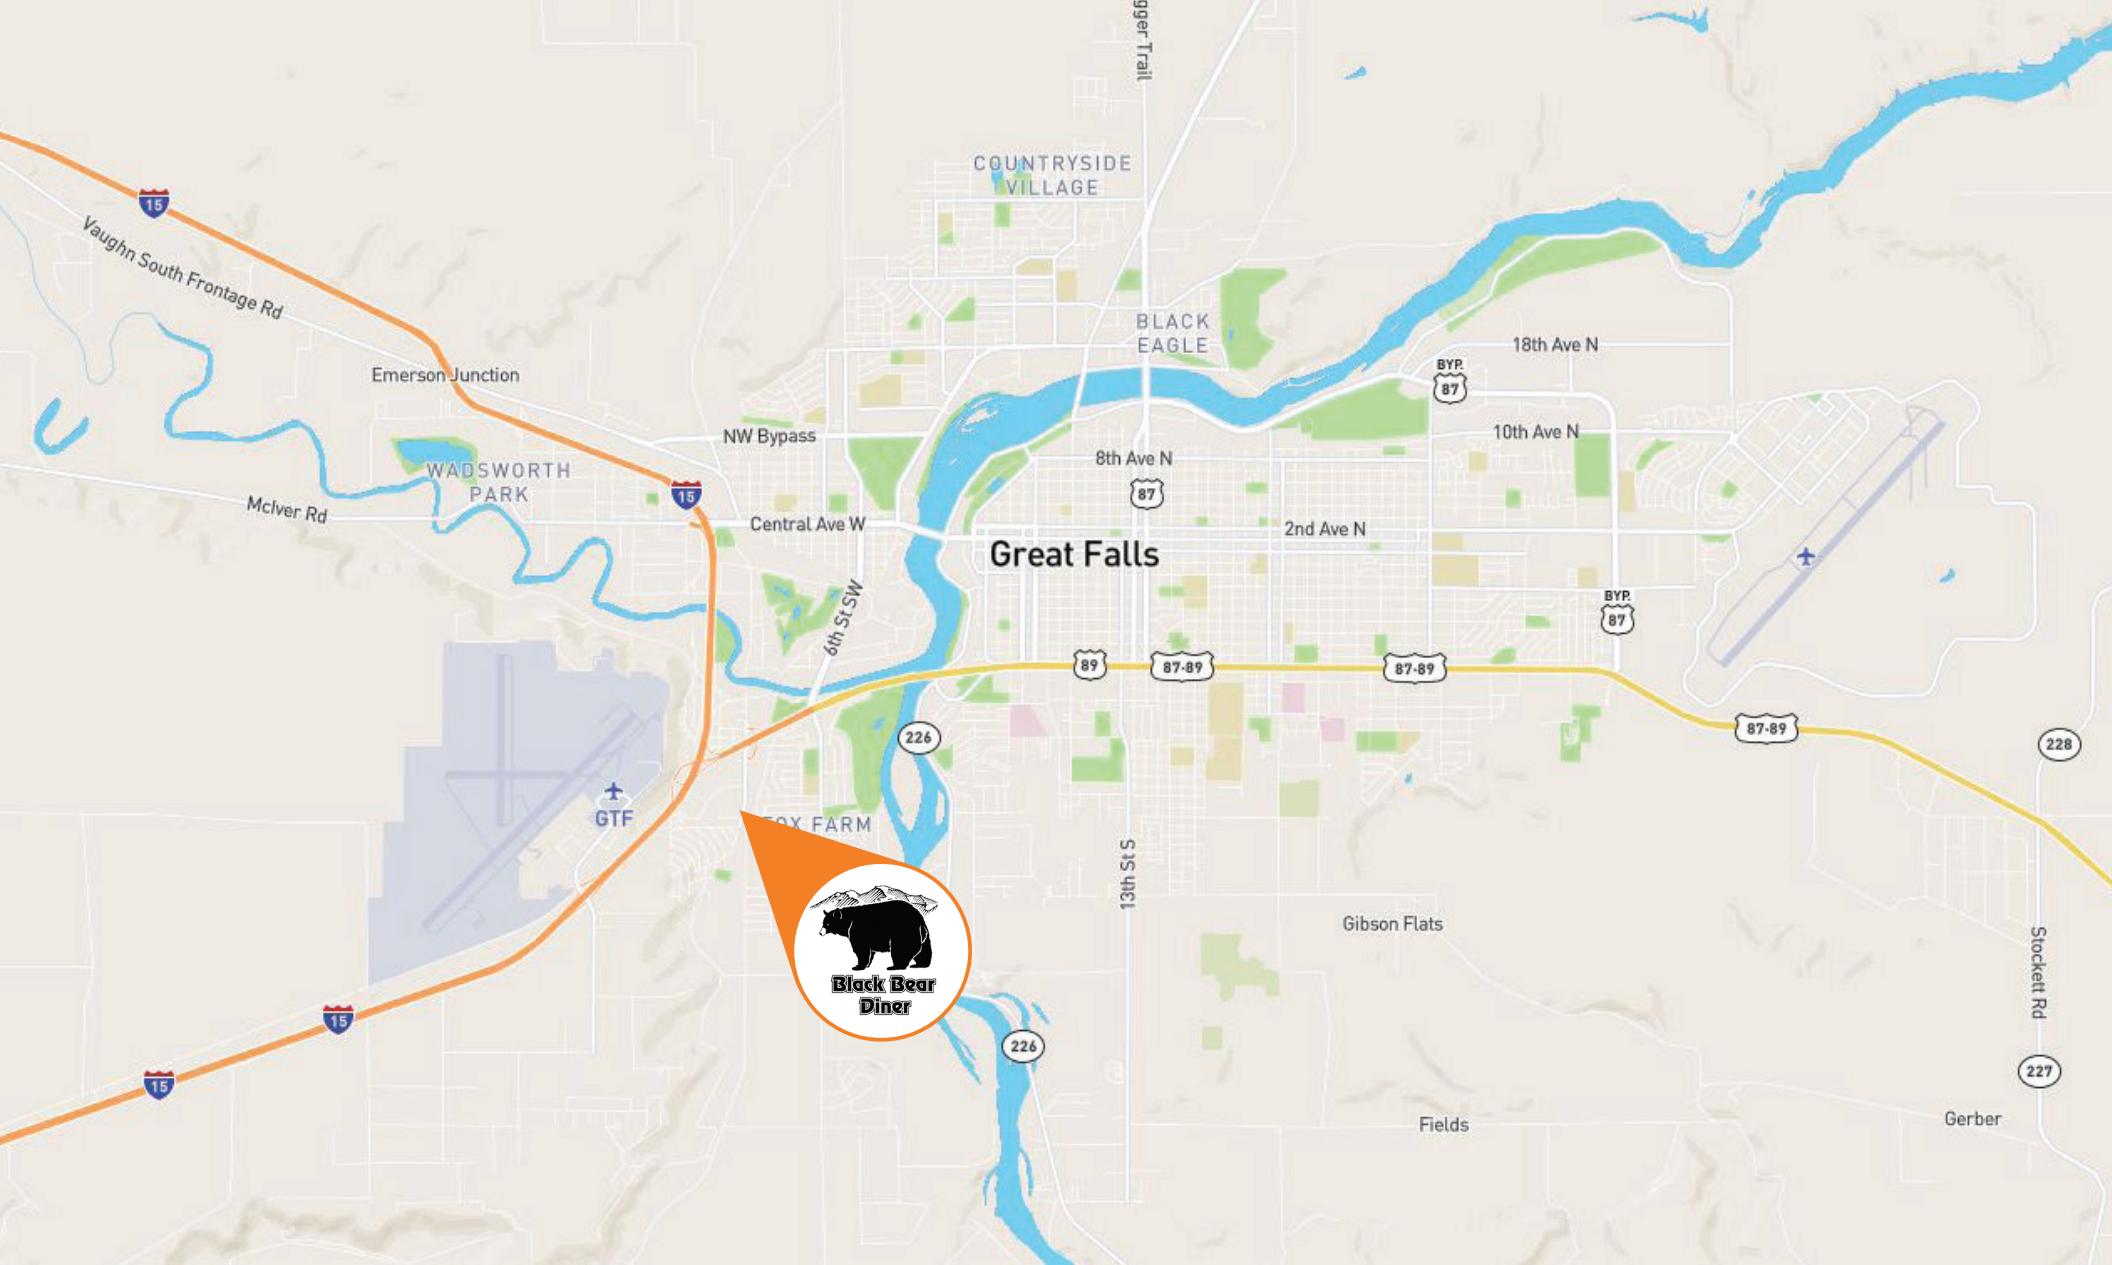 gger Trail
COUNTRYSIDE
VILLAGE
15
Vaughn South Frontage Rd
BLACK
EAGLE
18th Ave N
BYP.
87
Emerson Junction
NW Bypass
10th Ave N
8th Ave N
WADSWORTH
PARK
15
87
McIver Rd
Central Ave W
2nd Ave N
Great Falls
6th St SW
BYP.
87
89
87-89
87-89
226
87-89
228
GTF
FOX FARM
13th St S
Gibson Flats
Black Bear
Diner
Stockett Rd
15
226
227
15
Fields
Gerber